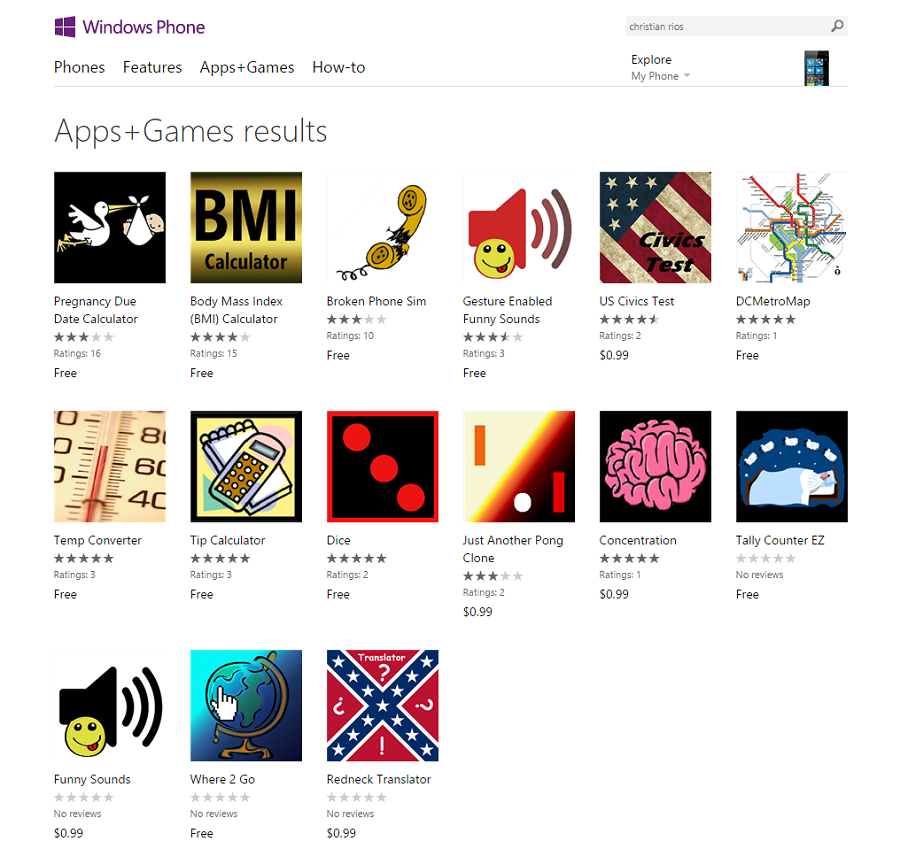 Windows Phone
christian rios
Phones Features Apps+Games How-to
Explore
My Phone
Apps+Games results
BMI
Calculator
Civics
Test
Pregnancy Due
Date Calculator
Ratings: 16
Free
Body Mass Index
(BMI) Calculator
Ratings: 15
Free
Broken Phone Sim
Ratings: 10
Free
Gesture Enabled
Funny Sounds
Ratings: 3
Free
US Civics Test
Ratings: 2
$0.99
DCMetroMap
Ratings: 1
Free
80
60
40
Temp Converter
Ratings: 3
Free
Tip Calculator
Ratings: 3
Free
Dice
Ratings: 2
Free
Just Another Pong
Clone
Ratings: 2
$0.99
Concentration
Ratings: 1
$0.99
Tally Counter EZ
No reviews
Free
Translator
?
¿ ?
!
Funny Sounds
No reviews
$0.99
Where 2 Go
No reviews
Free
Redneck Translator
No reviews
$0.99